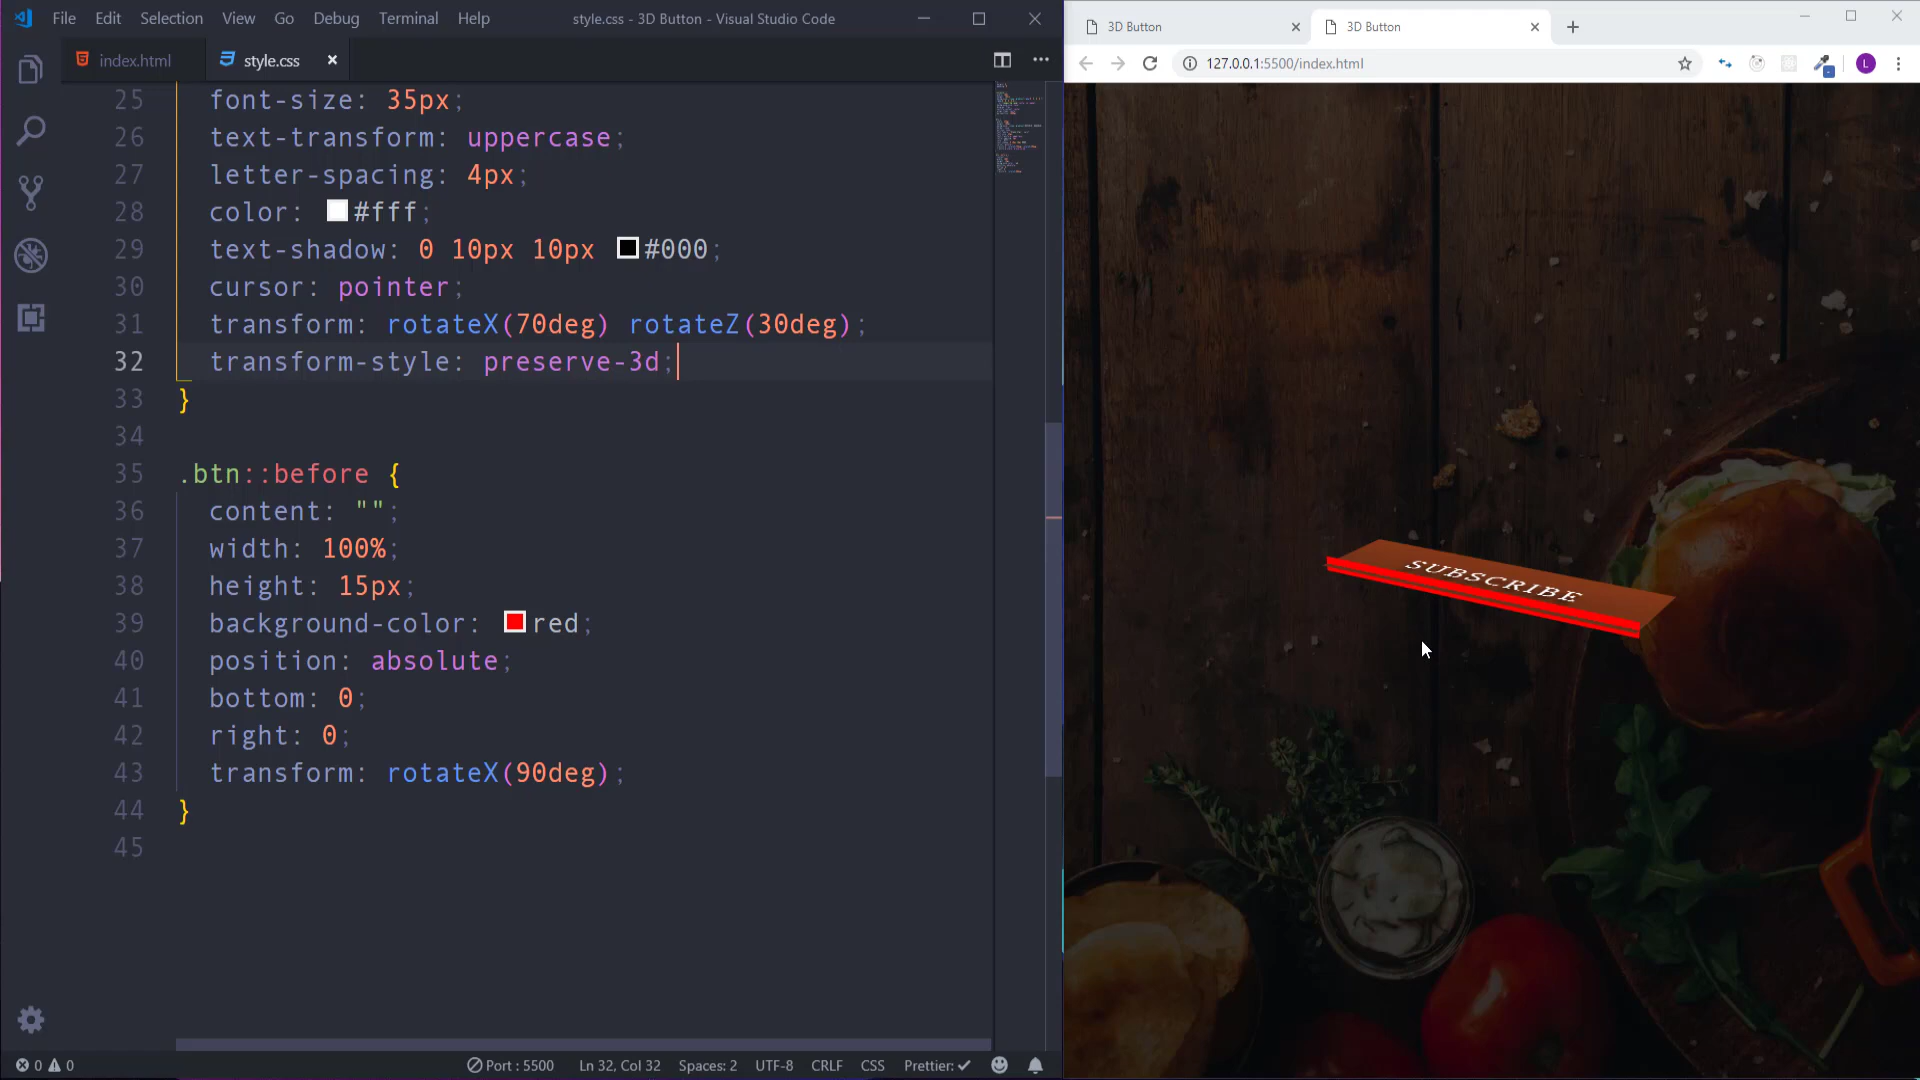 File Edit Selection View Go Debug Terminal Help
style.css - 3D Button - Visual Studio Code
index.html
style.css
25 font-size: 35px;
26 text-transform: uppercase;
27 letter-spacing: 4px;
28 color: #fff;
29 text-shadow: 0 10px 10px #000;
30 cursor: pointer;
31 transform: rotateX(70deg) rotateZ(30deg);
32 transform-style: preserve-3d;
33 }
34
35 .btn::before {
36 content: "";
37 width: 100%;
38 height: 15px;
39 background-color: red;
40 position: absolute;
41 bottom: 0;
42 right: 0;
43 transform: rotateX(90deg);
44 }
45
0 0
Port : 5500
Ln 32, Col 32
Spaces: 2
UTF-8
CRLF
CSS
Prettier: ✓
3D Button
3D Button
127.0.0.1:5500/index.html
L
SUBSCRIBE